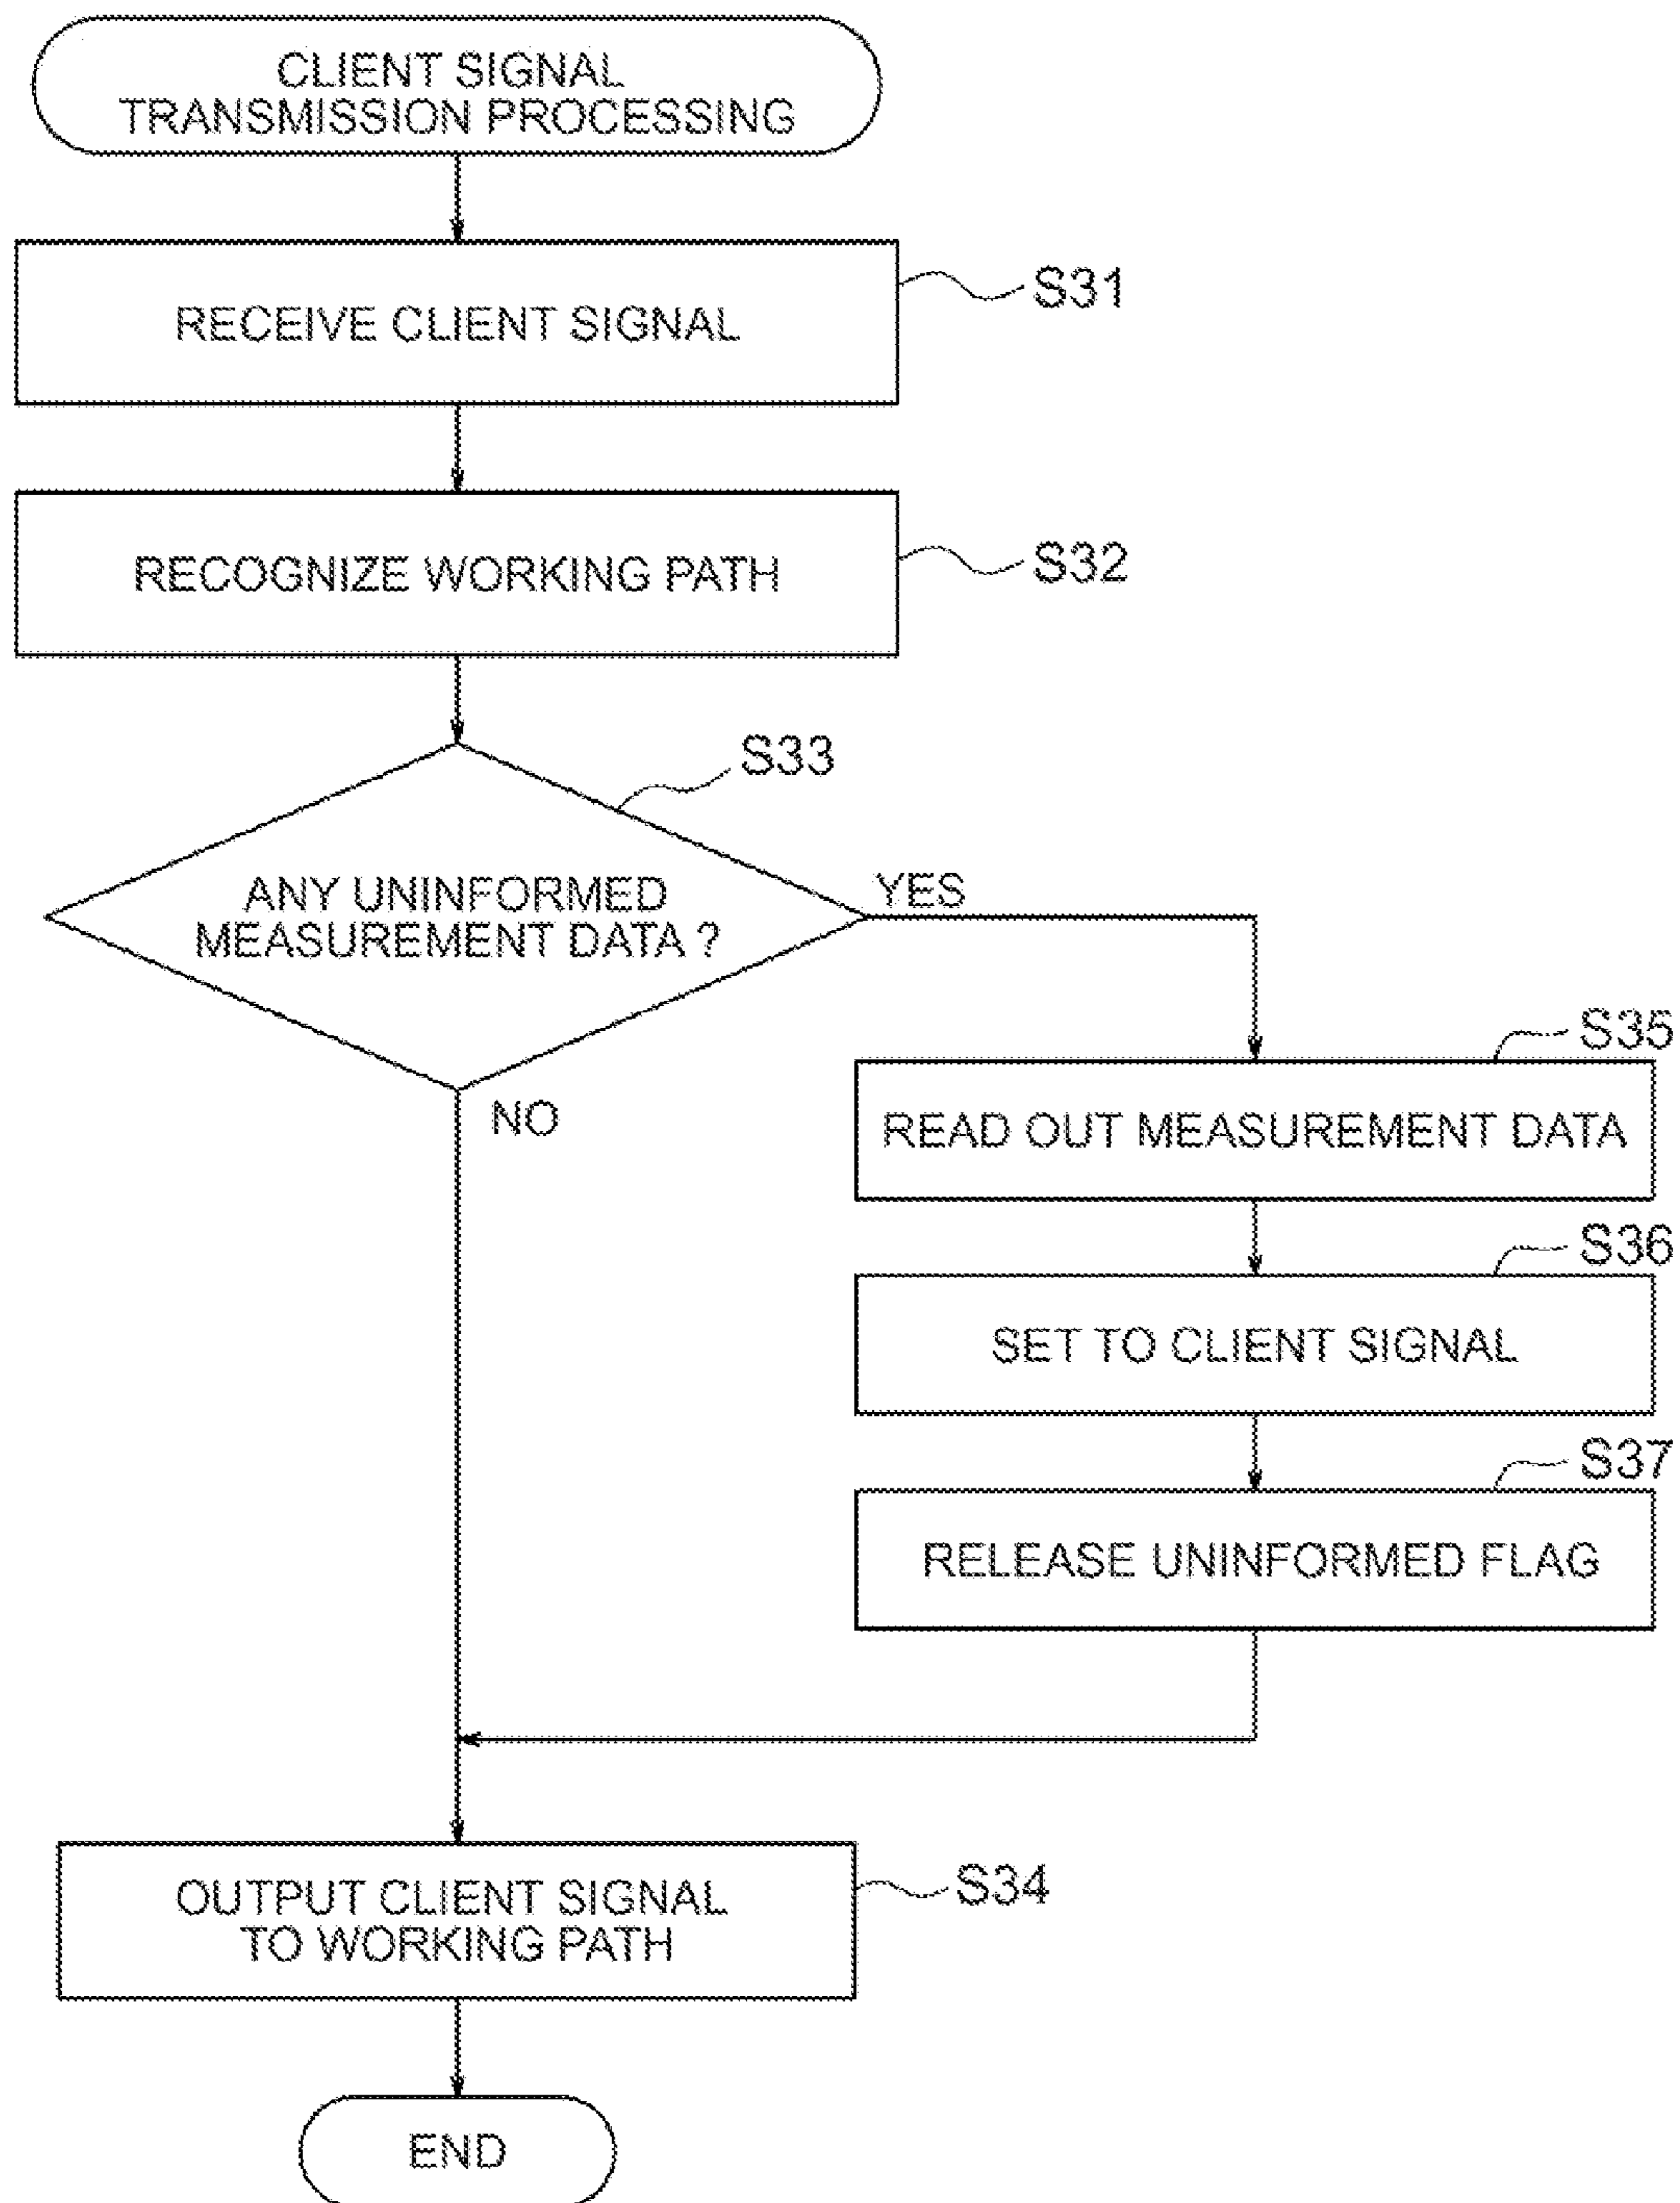 CLIENT SIGNAL
TRANSMISSION PROCESSING
RECEIVE CLIENT SIGNAL
S31
RECOGNIZE WORKING PATH
S32
S33
ANY UNINFORMED
MEASUREMENT DATA ?
YES
NO
S35
READ OUT MEASUREMENT DATA
S36
SET TO CLIENT SIGNAL
S37
RELEASE UNINFORMED FLAG
OUTPUT CLIENT SIGNAL
TO WORKING PATH
S34
END